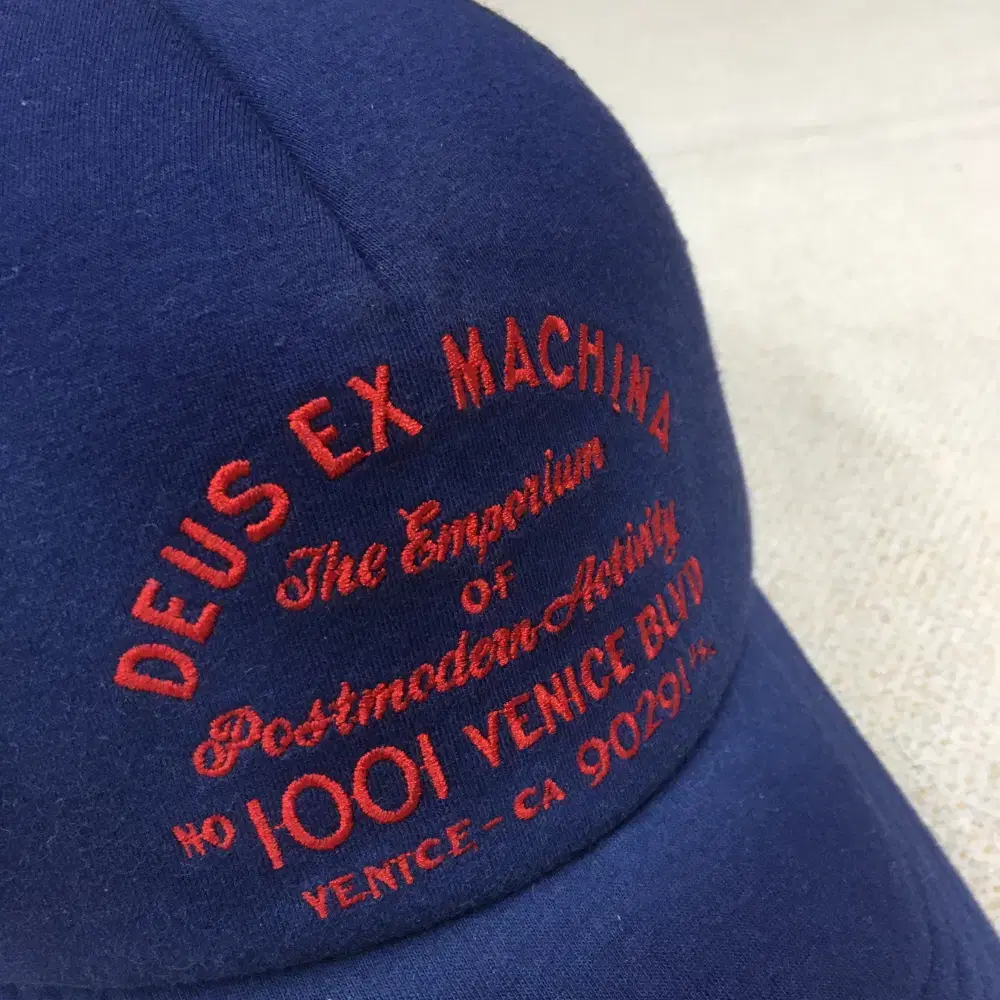 DEUS EX MACHINA
The Emporium
OF
Postmodern Activity
NO 1001 VENICE BLVD
VENICE - CA 90291